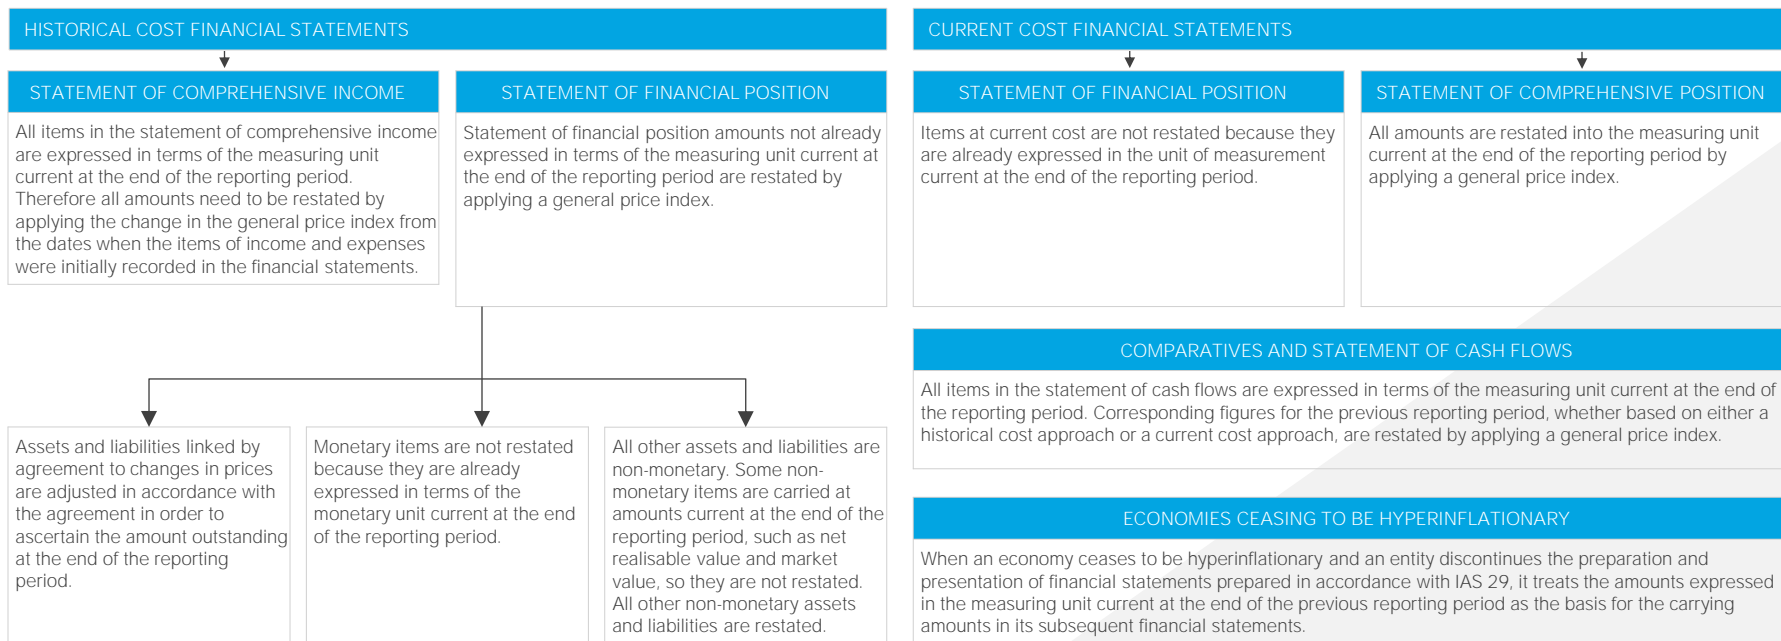 HISTORICAL COST FINANCIAL STATEMENTS
STATEMENT OF COMPREHENSIVE INCOME
All items in the statement of comprehensive income
are expressed in terms of the measuring unit
current at the end of the reporting period.
Therefore all amounts need to be restated by
applying the change in the general price index from
the dates when the items of income and expenses
were initially recorded in the financial statements.
STATEMENT OF FINANCIAL POSITION
Statement of financial position amounts not already
expressed in terms of the measuring unit current at
the end of the reporting period are restated by
applying a general price index.
Assets and liabilities linked by
agreement to changes in prices
are adjusted in accordance with
the agreement in order to
ascertain the amount outstanding
at the end of the reporting
period.
Monetary items are not restated
because they are already
expressed in terms of the
monetary unit current at the end
of the reporting period.
All other assets and liabilities are
non-monetary. Some non-
monetary items are carried at
amounts current at the end of the
reporting period, such as net
realisable value and market
value, so they are not restated.
All other non-monetary assets
and liabilities are restated.
CURRENT COST FINANCIAL STATEMENTS
STATEMENT OF FINANCIAL POSITION
Items at current cost are not restated because they
are already expressed in the unit of measurement
current at the end of the reporting period.
STATEMENT OF COMPREHENSIVE POSITION
All amounts are restated into the measuring unit
current at the end of the reporting period by
applying a general price index.
COMPARATIVES AND STATEMENT OF CASH FLOWS
All items in the statement of cash flows are expressed in terms of the measuring unit current at the end of
the reporting period. Corresponding figures for the previous reporting period, whether based on either a
historical cost approach or a current cost approach, are restated by applying a general price index.
ECONOMIES CEASING TO BE HYPERINFLATIONARY
When an economy ceases to be hyperinflationary and an entity discontinues the preparation and
presentation of financial statements prepared in accordance with IAS 29, it treats the amounts expressed
in the measuring unit current at the end of the previous reporting period as the basis for the carrying
amounts in its subsequent financial statements.